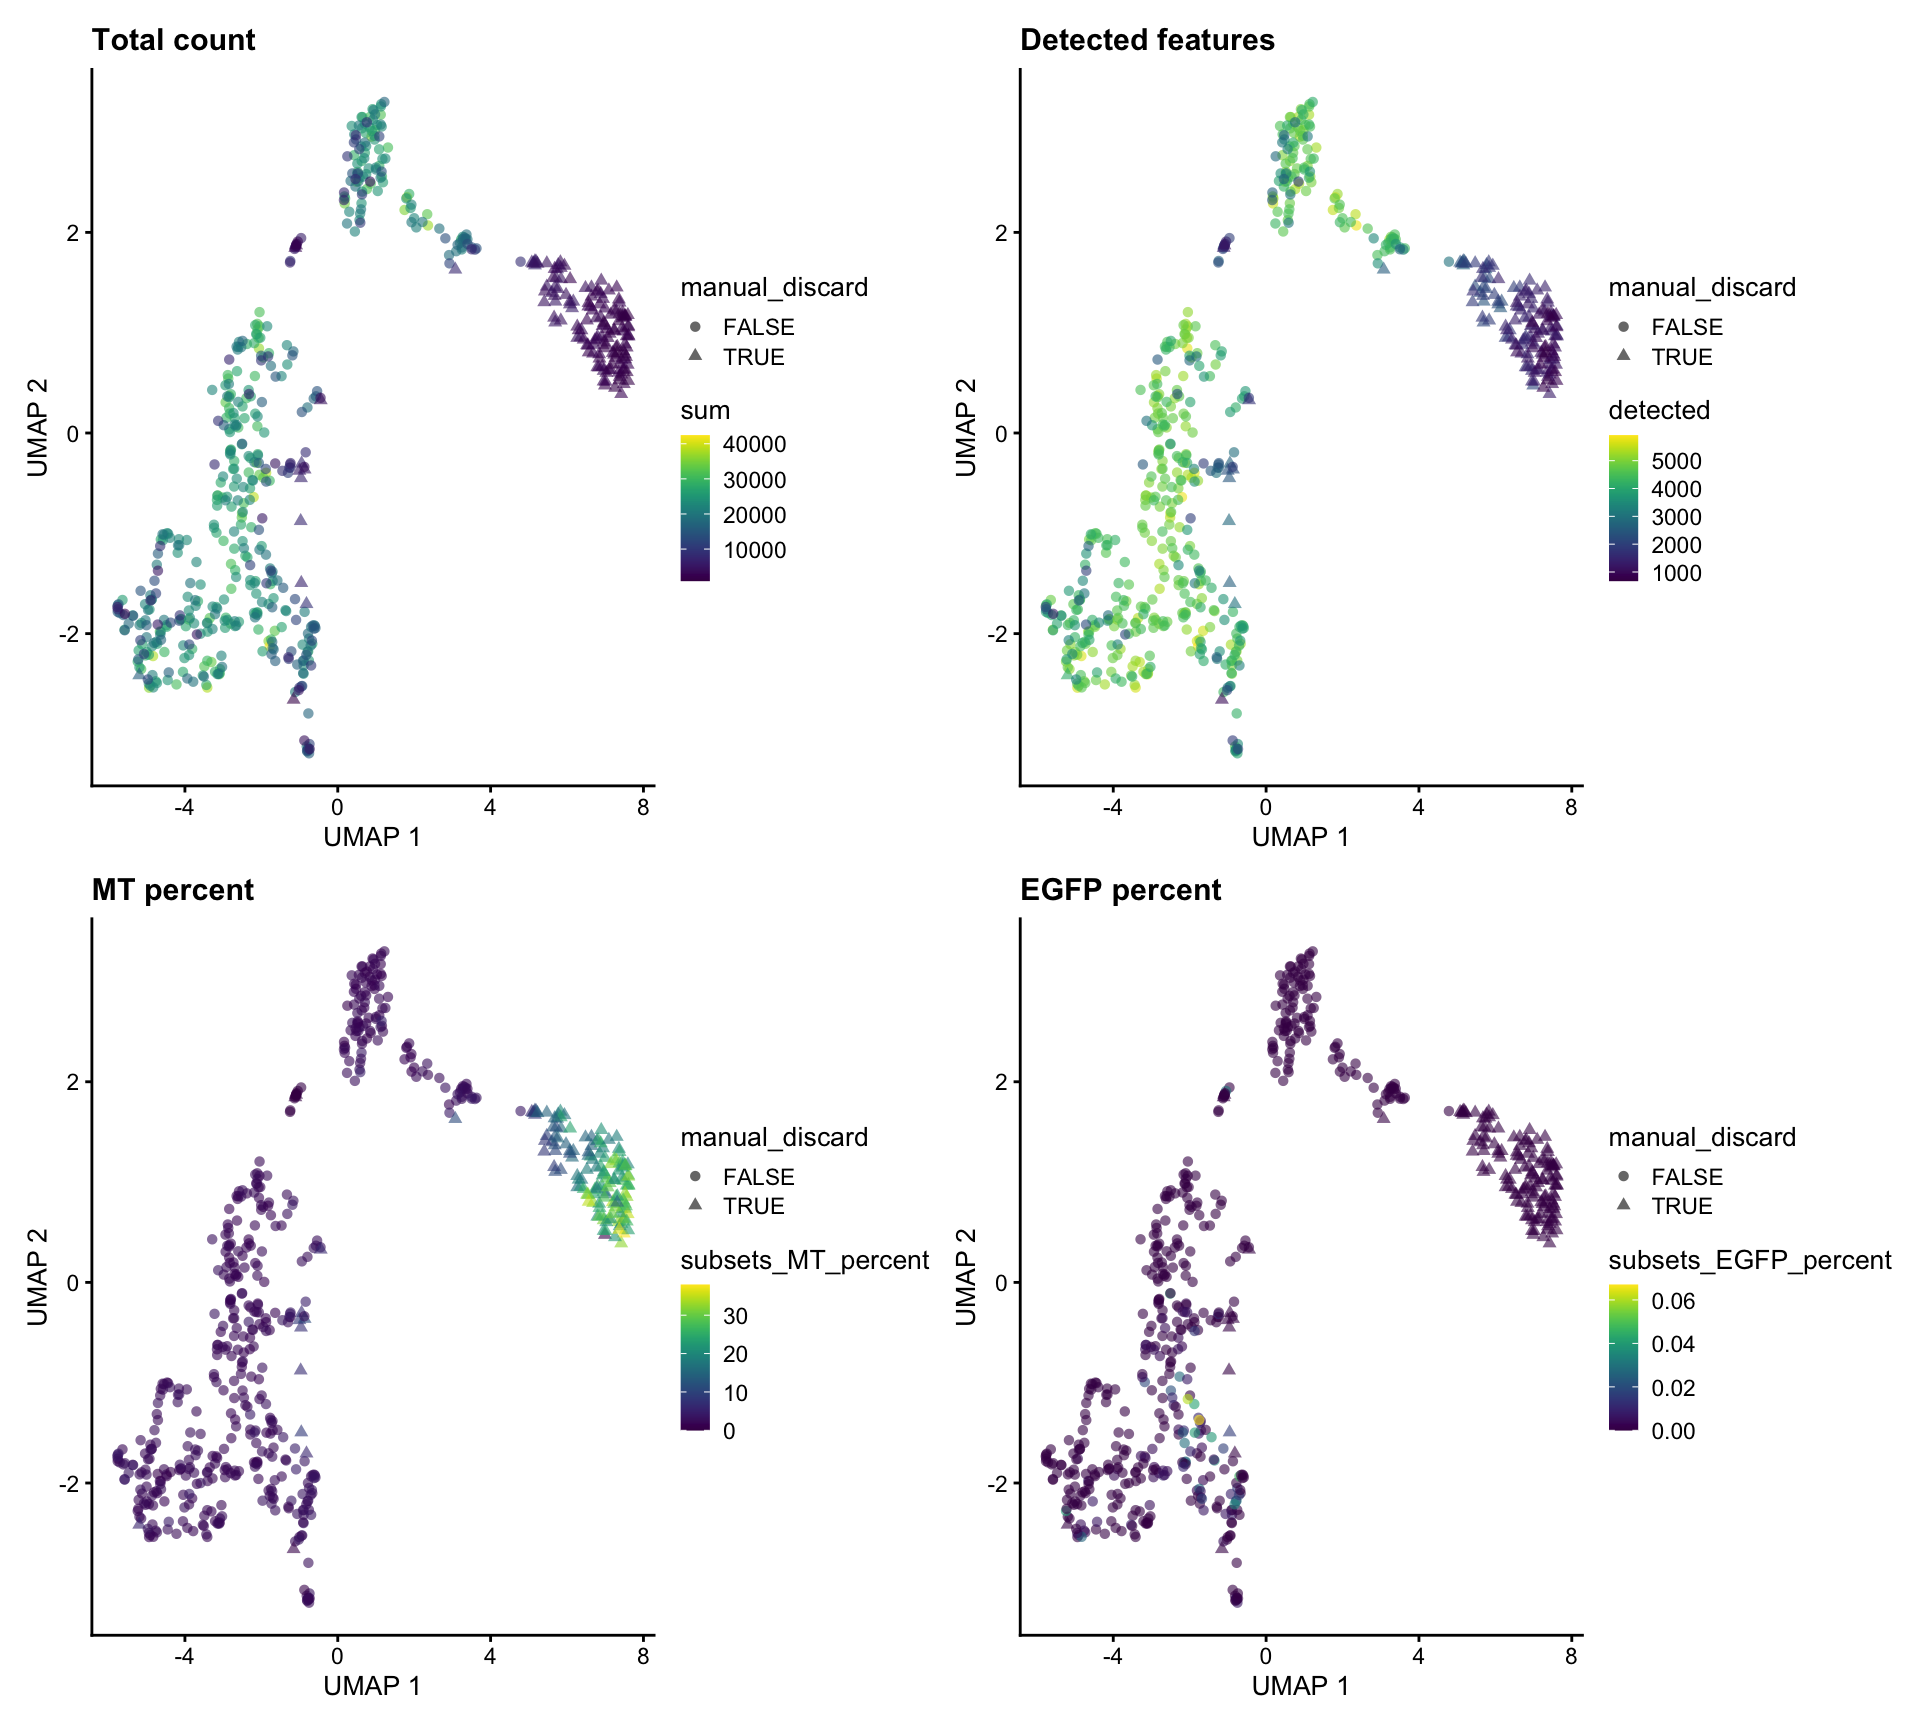 Total count
2
0
-2
UMAP 2
-4
0
4
8
UMAP 1
manual_discard
FALSE
TRUE
sum
40000
30000
20000
10000
Detected features
2
0
-2
UMAP 2
-4
0
4
8
UMAP 1
manual_discard
FALSE
TRUE
detected
5000
4000
3000
2000
1000
MT percent
2
0
-2
UMAP 2
-4
0
4
8
UMAP 1
manual_discard
FALSE
TRUE
subsets_MT_percent
30
20
10
0
EGFP percent
2
0
-2
UMAP 2
-4
0
4
8
UMAP 1
manual_discard
FALSE
TRUE
subsets_EGFP_percent
0.06
0.04
0.02
0.00